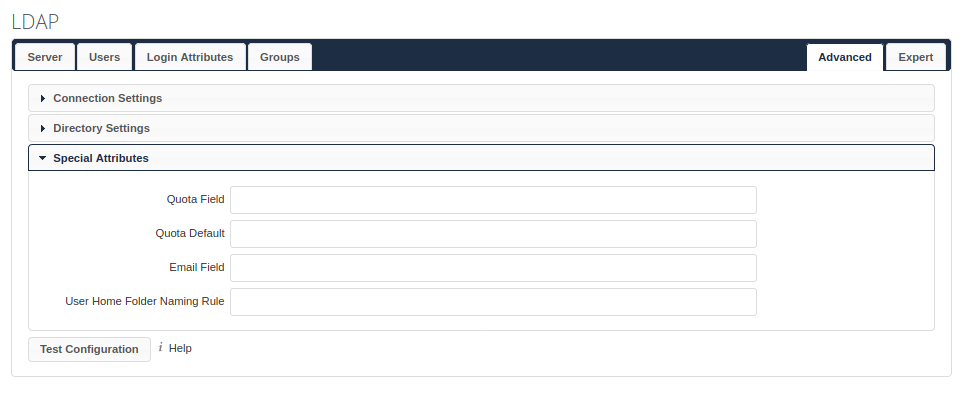 LDAP
Server Users Login Attributes Groups Advanced Expert
Connection Settings
Directory Settings
Special Attributes
Quota Field
Quota Default
Email Field
User Home Folder Naming Rule
Test Configuration i Help